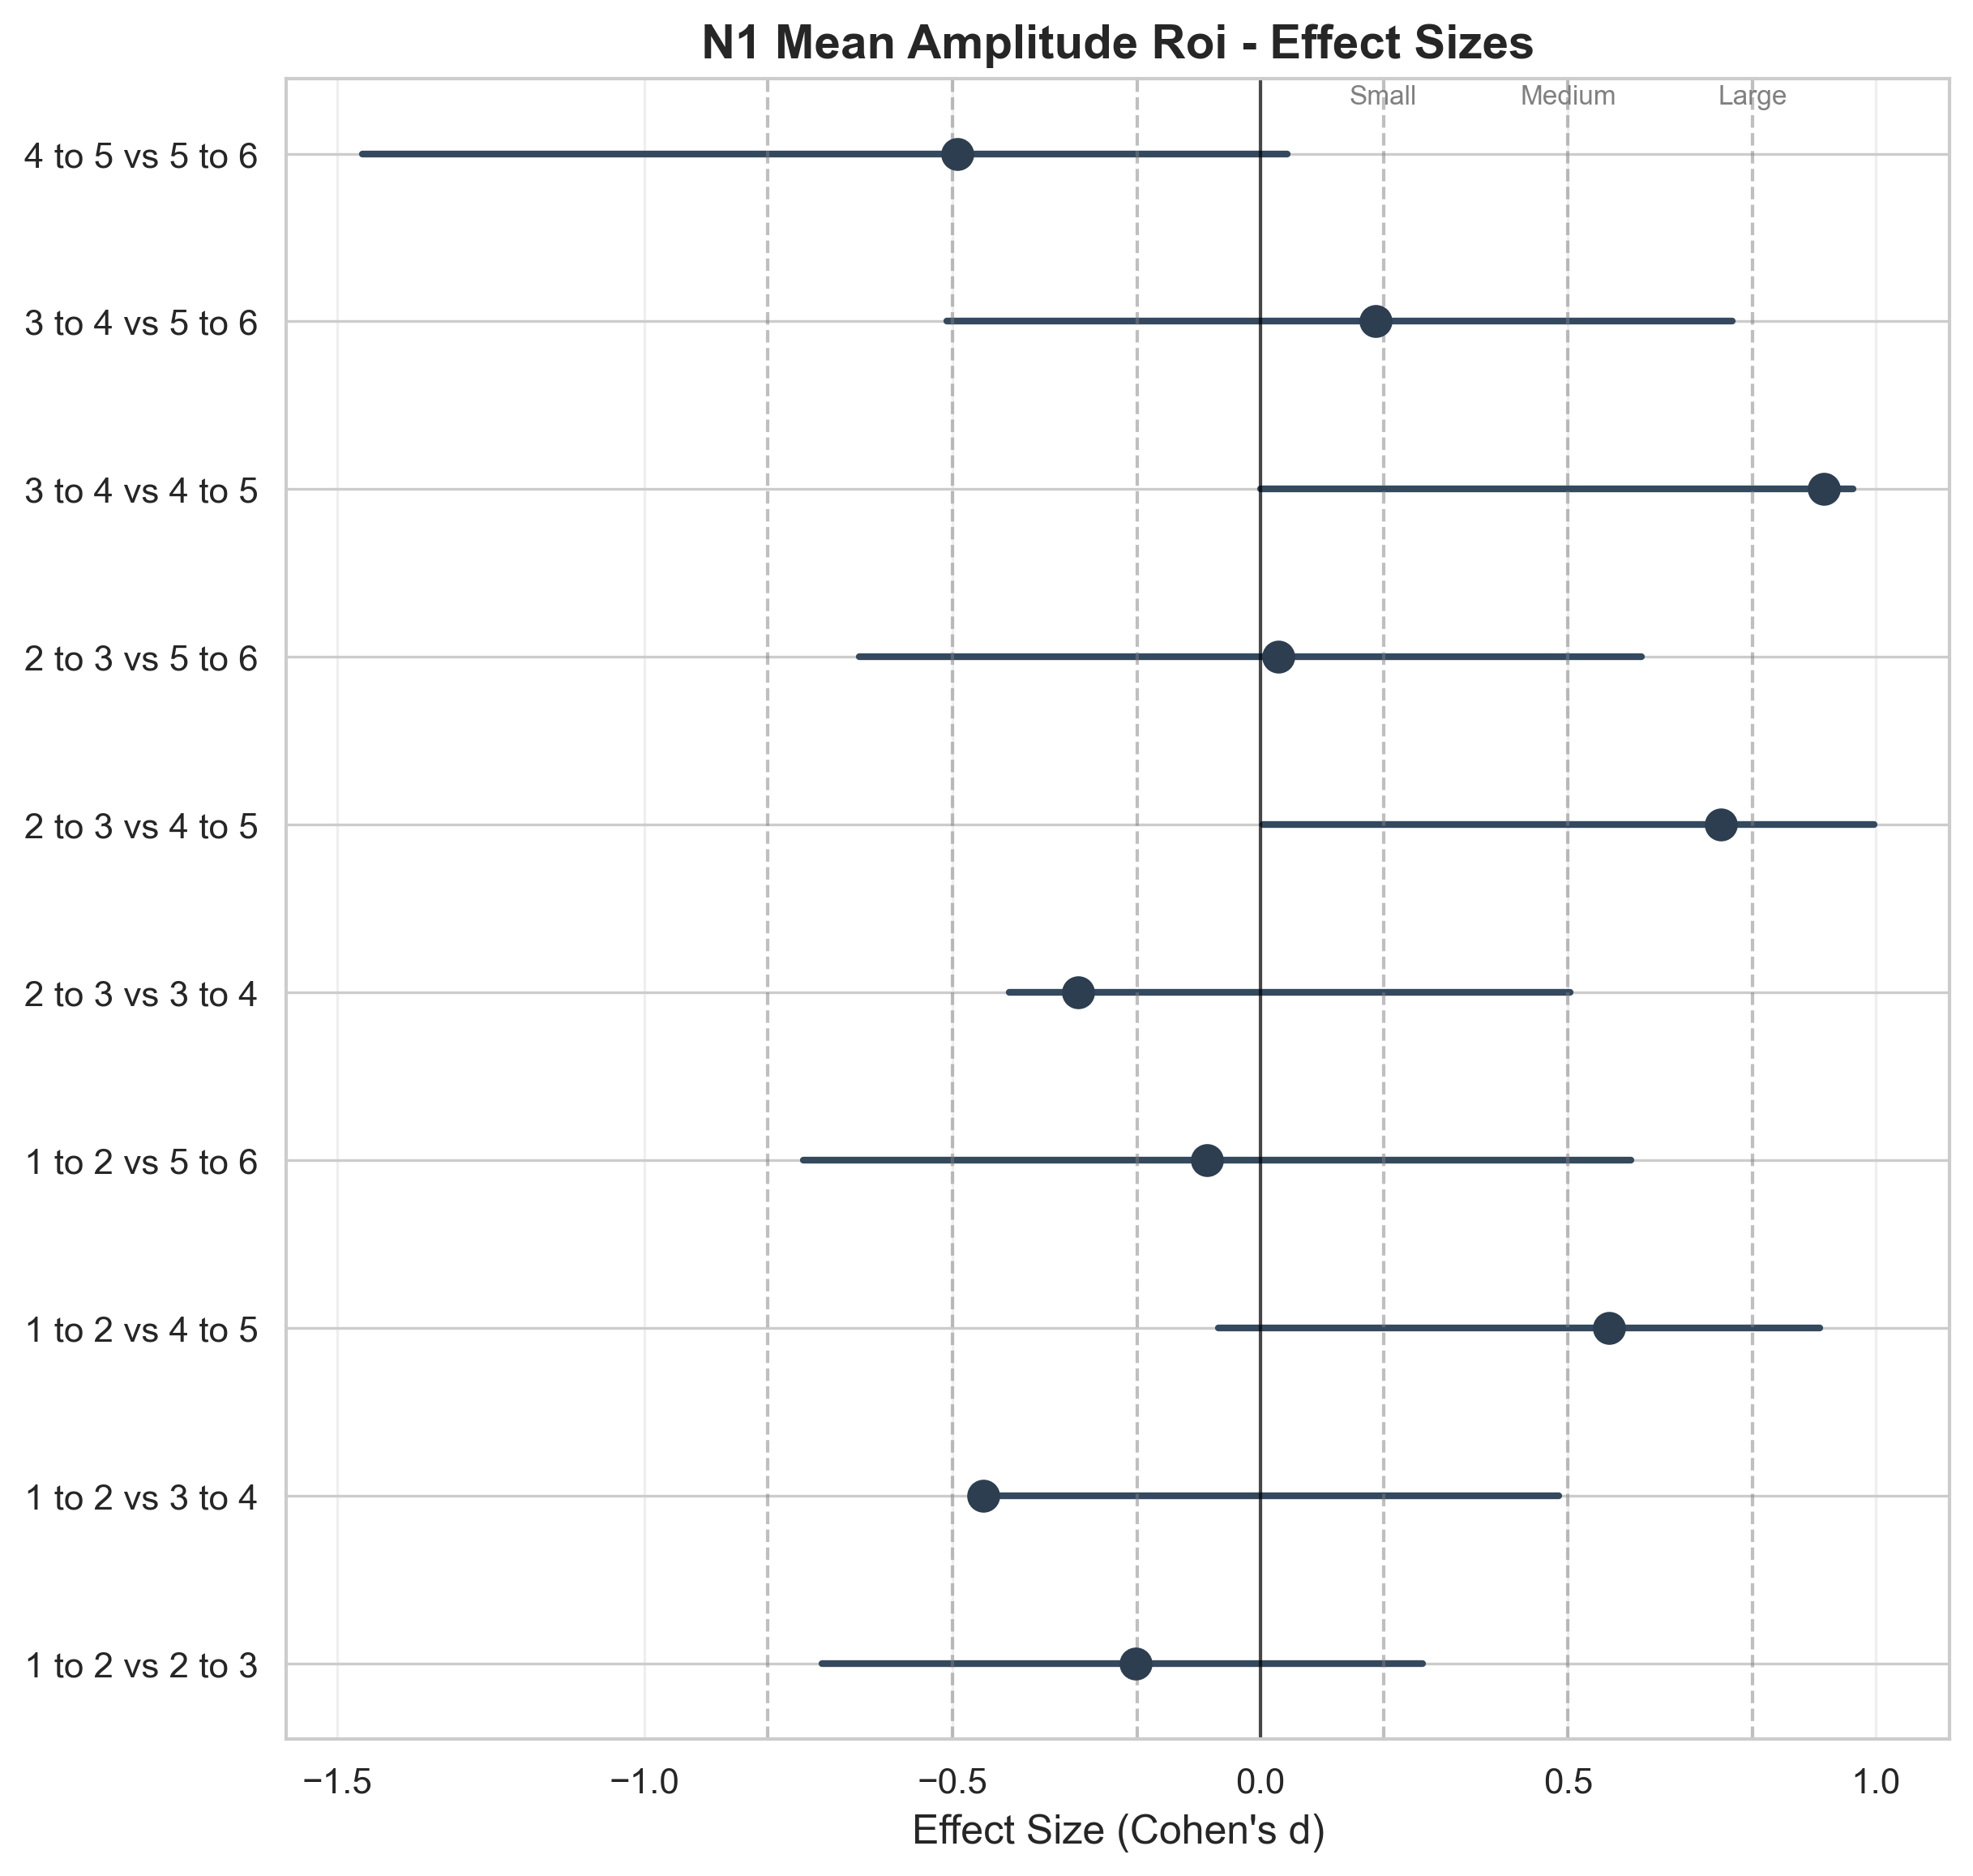 N1 Mean Amplitude Roi - Effect Sizes
Small Medium Large
4 to 5 vs 5 to 6
3 to 4 vs 5 to 6
3 to 4 vs 4 to 5
2 to 3 vs 5 to 6
2 to 3 vs 4 to 5
2 to 3 vs 3 to 4
1 to 2 vs 5 to 6
1 to 2 vs 4 to 5
1 to 2 vs 3 to 4
1 to 2 vs 2 to 3
−1.5 −1.0 −0.5 0.0 0.5 1.0
Effect Size (Cohen's d)